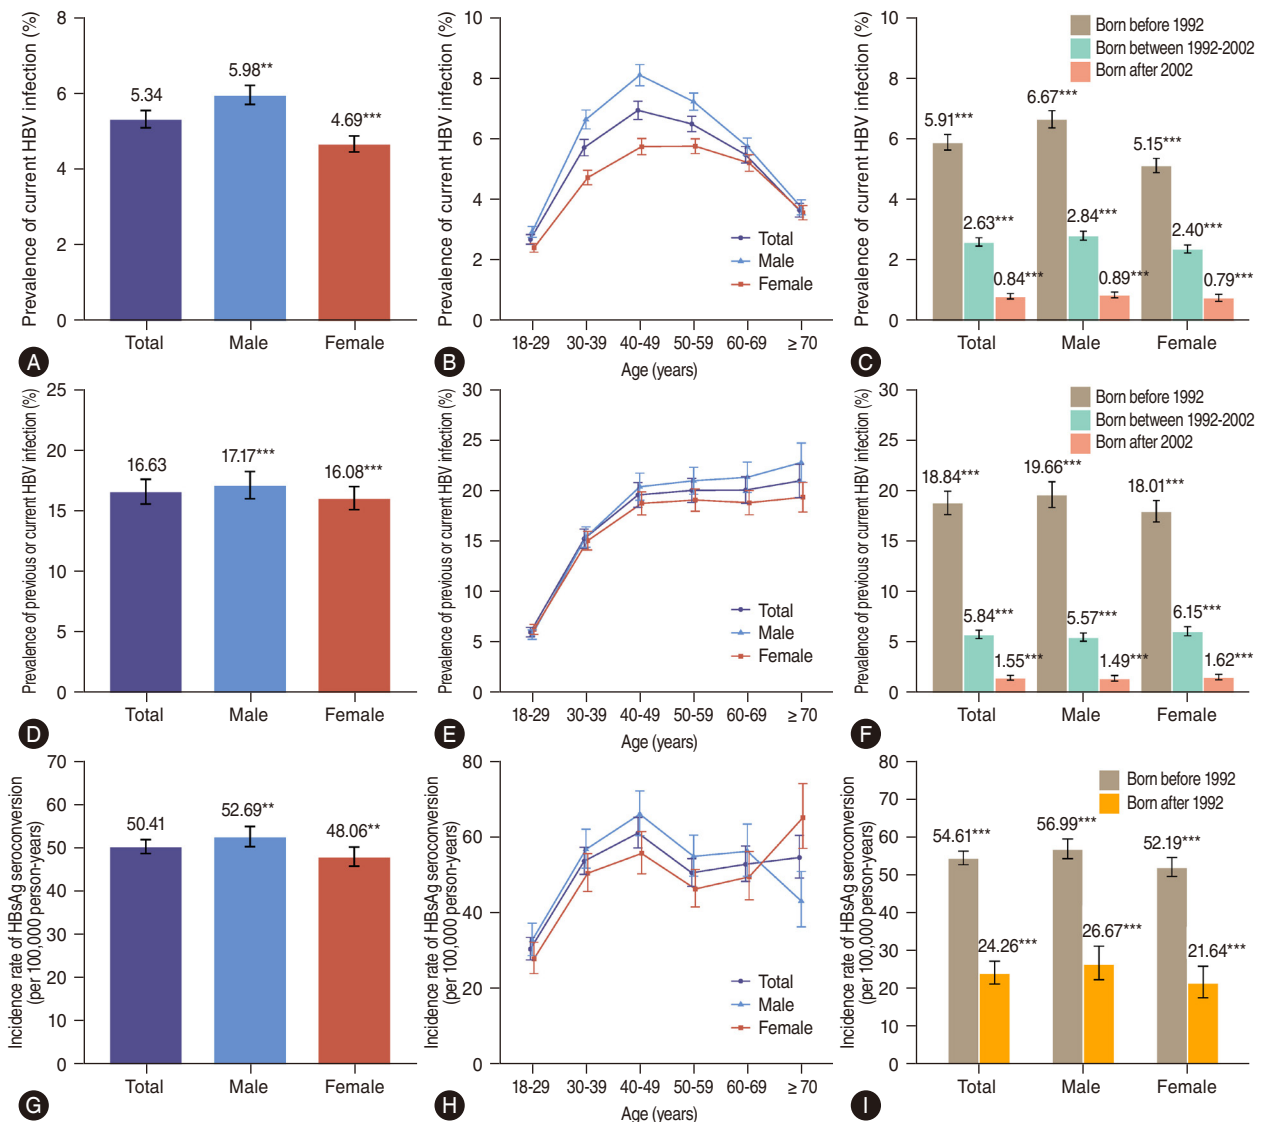 Prevalence of current HBV infection (%)
8
6
4
2
0
5.34
5.98**
4.69***
Total Male Female
A
Prevalence of current HBV infection (%)
10
8
6
4
2
0
Total
Male
Female
18-29 30-39 40-49 50-59 60-69 ≥70
Age (years)
B
Prevalence of current HBV infection (%)
10
8
6
4
2
0
Born before 1992
Born between 1992-2002
Born after 2002
5.91***
2.63***
0.84***
6.67***
2.84***
0.89***
5.15***
2.40***
0.79***
Total Male Female
C
Prevalence of previous or current HBV infection (%)
25
20
15
10
5
0
16.63
17.17***
16.08***
Total Male Female
D
Prevalence of previous or current HBV infection (%)
30
25
20
15
10
5
0
Total
Male
Female
18-29 30-39 40-49 50-59 60-69 ≥70
Age (years)
E
Prevalence of previous or current HBV infection (%)
30
25
20
15
10
5
0
Born before 1992
Born between 1992-2002
Born after 2002
18.84***
5.84***
1.55***
19.66***
5.57***
1.49***
18.01***
6.15***
1.62***
Total Male Female
F
Incidence rate of HBsAg seroconversion
(per 100,000 person-years)
70
60
50
40
30
20
10
0
50.41
52.69**
48.06**
Total Male Female
G
Incidence rate of HBsAg seroconversion
(per 100,000 person-years)
80
60
40
20
0
Total
Male
Female
18-29 30-39 40-49 50-59 60-69 ≥70
Age (years)
H
Incidence rate of HBsAg seroconversion
(per 100,000 person-years)
80
70
60
50
40
30
20
10
0
Born before 1992
Born after 1992
54.61***
24.26***
56.99***
26.67***
52.19***
21.64***
Total Male Female
I